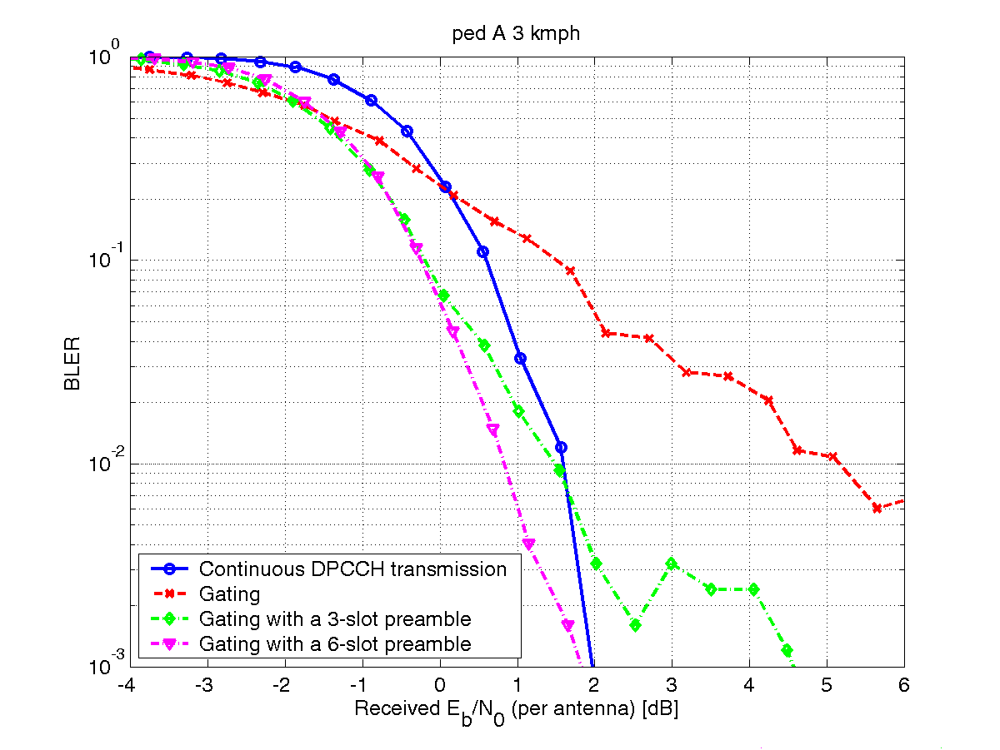 ped A 3 kmph
10^0
10^-1
10^-2
10^-3
BLER
Continuous DPCCH transmission
Gating
Gating with a 3-slot preamble
Gating with a 6-slot preamble
-4 -3 -2 -1 0 1 2 3 4 5 6
Received E_b/N_0 (per antenna) [dB]